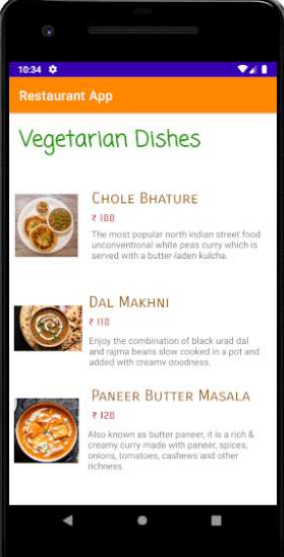 10:34
Restaurant App
Vegetarian Dishes
CHOLE BHATURE
₹ 100
The most popular north indian street food
unconventional white peas curry which is
served with a butter-laden kulcha.
DAL MAKHNI
₹ 110
Enjoy the combination of black urad dal
and rajma beans slow cooked in a pot and
added with creamy goodness.
PANEER BUTTER MASALA
₹ 120
Also known as butter paneer, it is a rich &
creamy curry made with paneer, spices,
onions, tomatoes, cashews and other
richness.